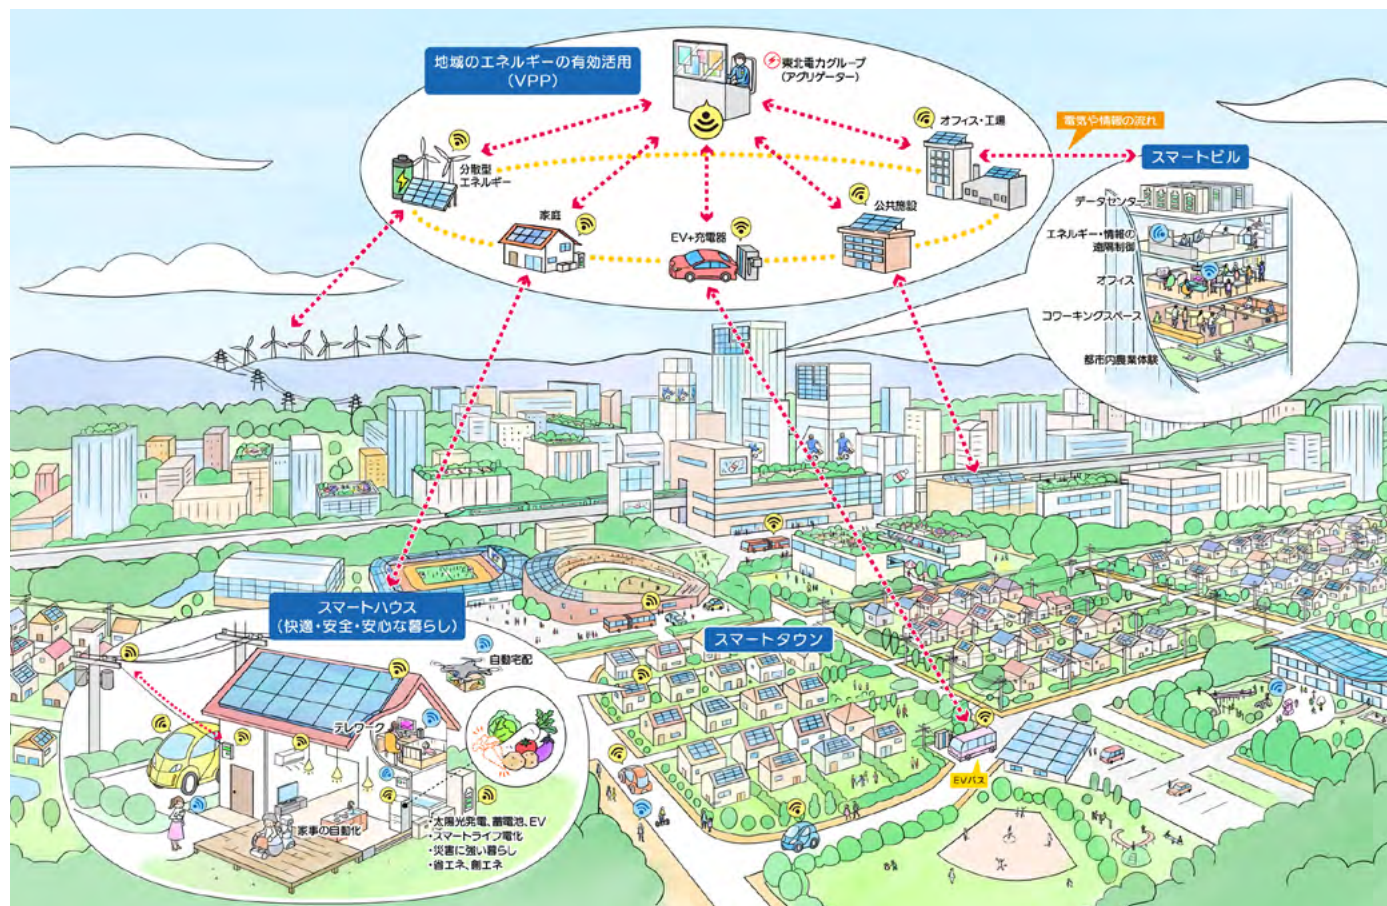 地域のエネルギーの有効活用
（VPP）
東北電力グループ
（アグリゲーター）
オフィス・工場
電気や情報の流れ
スマートビル
分散型
エネルギー
家庭
EV+充電器
公共施設
データセンター
エネルギー・情報の
遠隔制御
オフィス
コワーキングスペース
都市内農業体験
スマートハウス
（快適・安全・安心な暮らし）
自動宅配
スマートタウン
テレワーク
EVバス
家事の自動化
・太陽光発電、蓄電池、EV
・スマートライフ電化
・災害に強い暮らし
・省エネ、創エネ